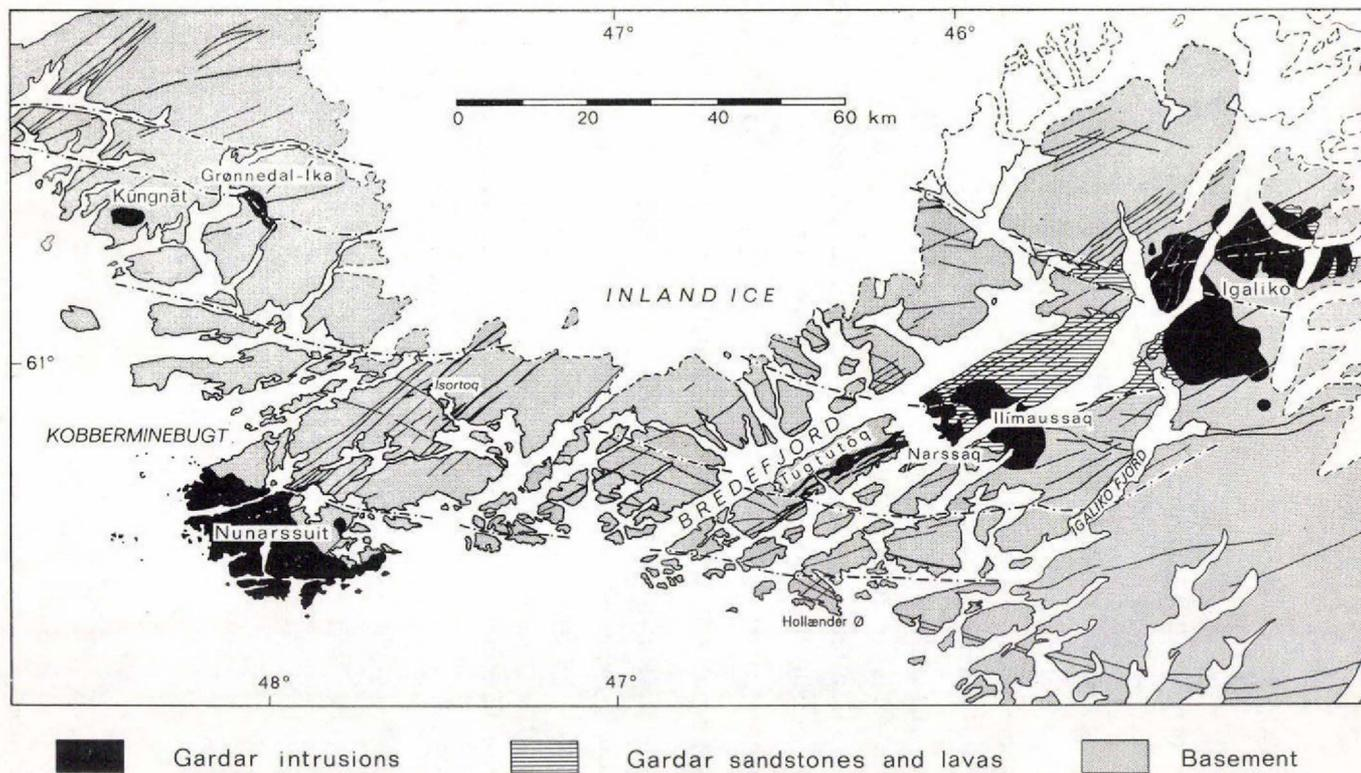 47° 46°
0 20 40 60 km
Grønnedal-Ika
Kũngnât
Igaliko
INLAND ICE
61°
Isortoq
KOBBERMINEBUGT
BREDEFJORD
Tugtutôq
Ilímaussaq
Narssaq
IGALIKO FJORD
Nunarssuit
Hollænder Ø
48° 47°
Gardar intrusions Gardar sandstones and lavas Basement